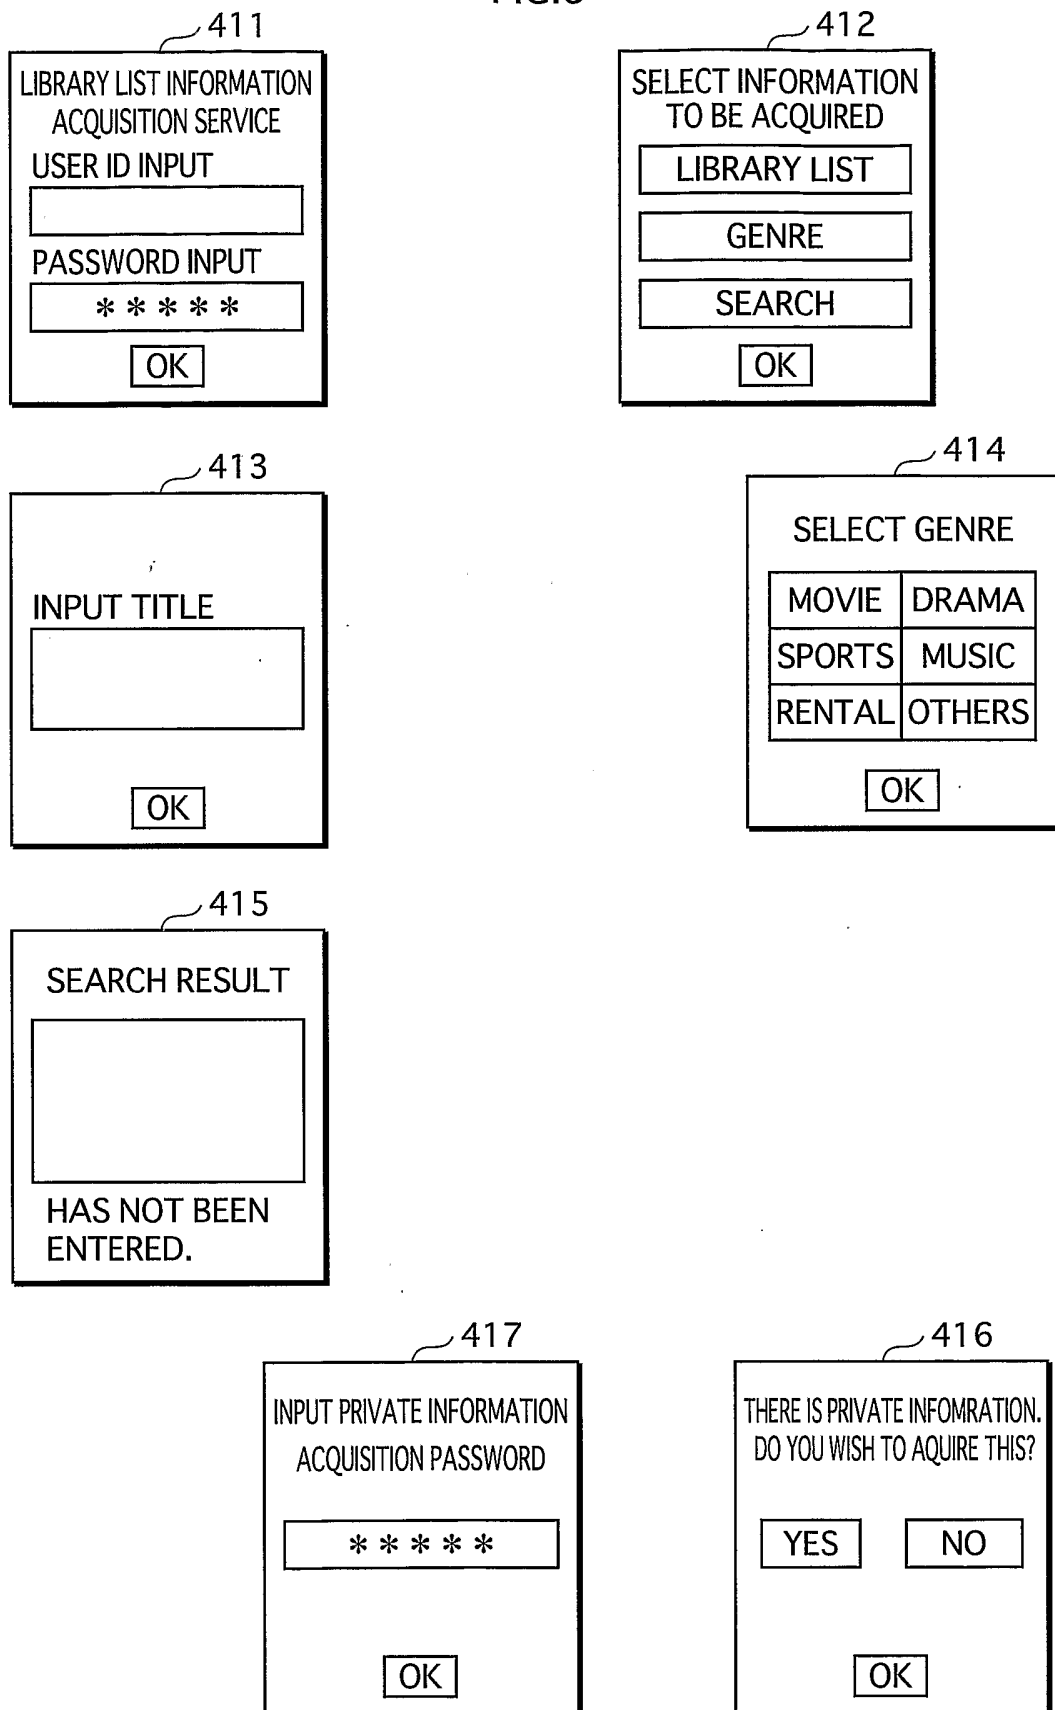 411
LIBRARY LIST INFORMATION
ACQUISITION SERVICE
USER ID INPUT
PASSWORD INPUT
* * * * *
OK
412
SELECT INFORMATION
TO BE ACQUIRED
LIBRARY LIST
GENRE
SEARCH
OK
413
INPUT TITLE
OK
414
SELECT GENRE
MOVIE DRAMA
SPORTS MUSIC
RENTAL OTHERS
OK
415
SEARCH RESULT
HAS NOT BEEN
ENTERED.
417
INPUT PRIVATE INFORMATION
ACQUISITION PASSWORD
* * * * *
OK
416
THERE IS PRIVATE INFOMRATION.
DO YOU WISH TO AQUIRE THIS?
YES NO
OK